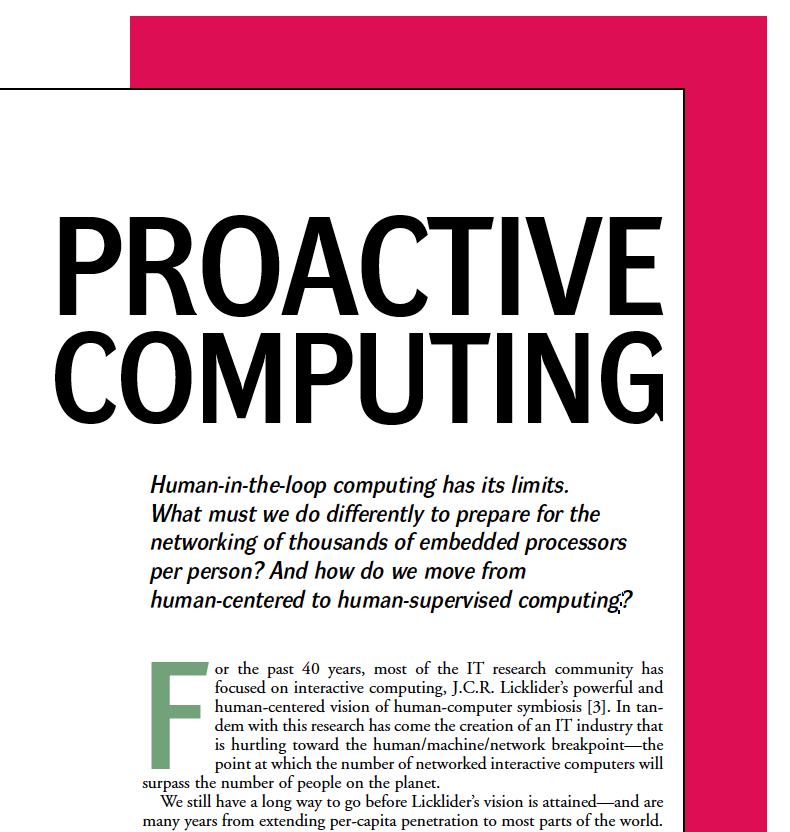 PROACTIVE
COMPUTING
Human-in-the-loop computing has its limits.
What must we do differently to prepare for the
networking of thousands of embedded processors
per person? And how do we move from
human-centered to human-supervised computing?
For the past 40 years, most of the IT research community has
focused on interactive computing, J.C.R. Licklider’s powerful and
human-centered vision of human-computer symbiosis [3]. In tan-
dem with this research has come the creation of an IT industry that
is hurtling toward the human/machine/network breakpoint—the
point at which the number of networked interactive computers will
surpass the number of people on the planet.
We still have a long way to go before Licklider’s vision is attained—and are
many years from extending per-capita penetration to most parts of the world.